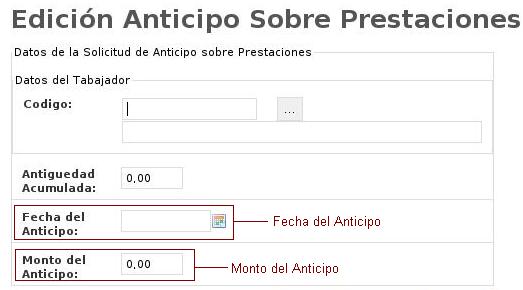 Edición Anticipo Sobre Prestaciones
Datos de la Solicitud de Anticipo sobre Prestaciones
Datos del Tabajador
Codigo:
...
Antiguedad
Acumulada:
0,00
Fecha del
Anticipo:
Fecha del Anticipo
Monto del
Anticipo:
0,00
Monto del Anticipo